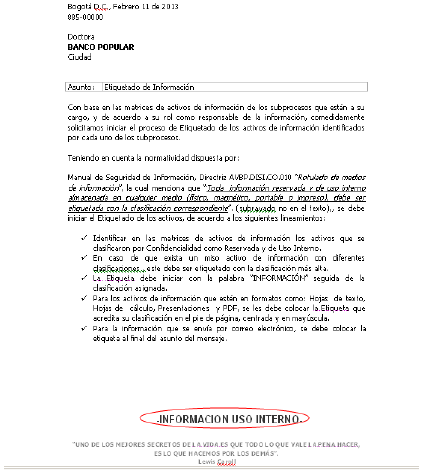 Bogotá D.C., Febrero 11 de 2013
885-00000
Doctora
BANCO POPULAR
Ciudad
Asunto: Etiquetado de Información
Con base en las matrices de activos de información de los subprocesos que están a su
cargo, y de acuerdo a su rol como responsable de la información, comedidamente
solicitamos iniciar el proceso de Etiquetado de los activos de información identificados
por cada uno de los subprocesos.
Teniendo en cuenta la normatividad dispuesta por:
Manual de Seguridad de Información, Directriz AVBP.DISI.CO.010 "Rotulado de medios
de información", la cual menciona que "Toda información reservada y de uso interno
almacenada en cualquier medio (físico, magnético, portable o impreso), debe ser
etiquetada con la clasificación correspondiente". (subrayado no en el texto),, se debe
iniciar el Etiquetado de los activos, de acuerdo a los siguientes lineamientos:
✓ Identificar en las matrices de activos de información los activos que se
clasificaron por Confidencialidad como Reservada y de Uso Interno.
✓ En caso de que exista un miso activo de información con diferentes
clasificaciones, este debe ser etiquetado con la clasificación más alta.
✓ La Etiqueta debe iniciar con la palabra "INFORMACIÓN" seguida de la
clasificación asignada.
✓ Para los activos de información que estén en formatos como: Hojas de texto,
Hojas de cálculo, Presentaciones y PDF, se les debe colocar la Etiqueta que
acredita su clasificación en el pie de página, centrada y en mayúscula.
✓ Para la información que se envía por correo electrónico, se debe colocar la
etiqueta al final del asunto del mensaje.
.INFORMACION USO INTERNO.
"UNO DE LOS MEJORES SECRETOS DE LA VIDA ES QUE TODO LO QUE VALE LA PENA HACER,
ES LO QUE HACEMOS POR LOS DEMÁS".
Lewis Caroll